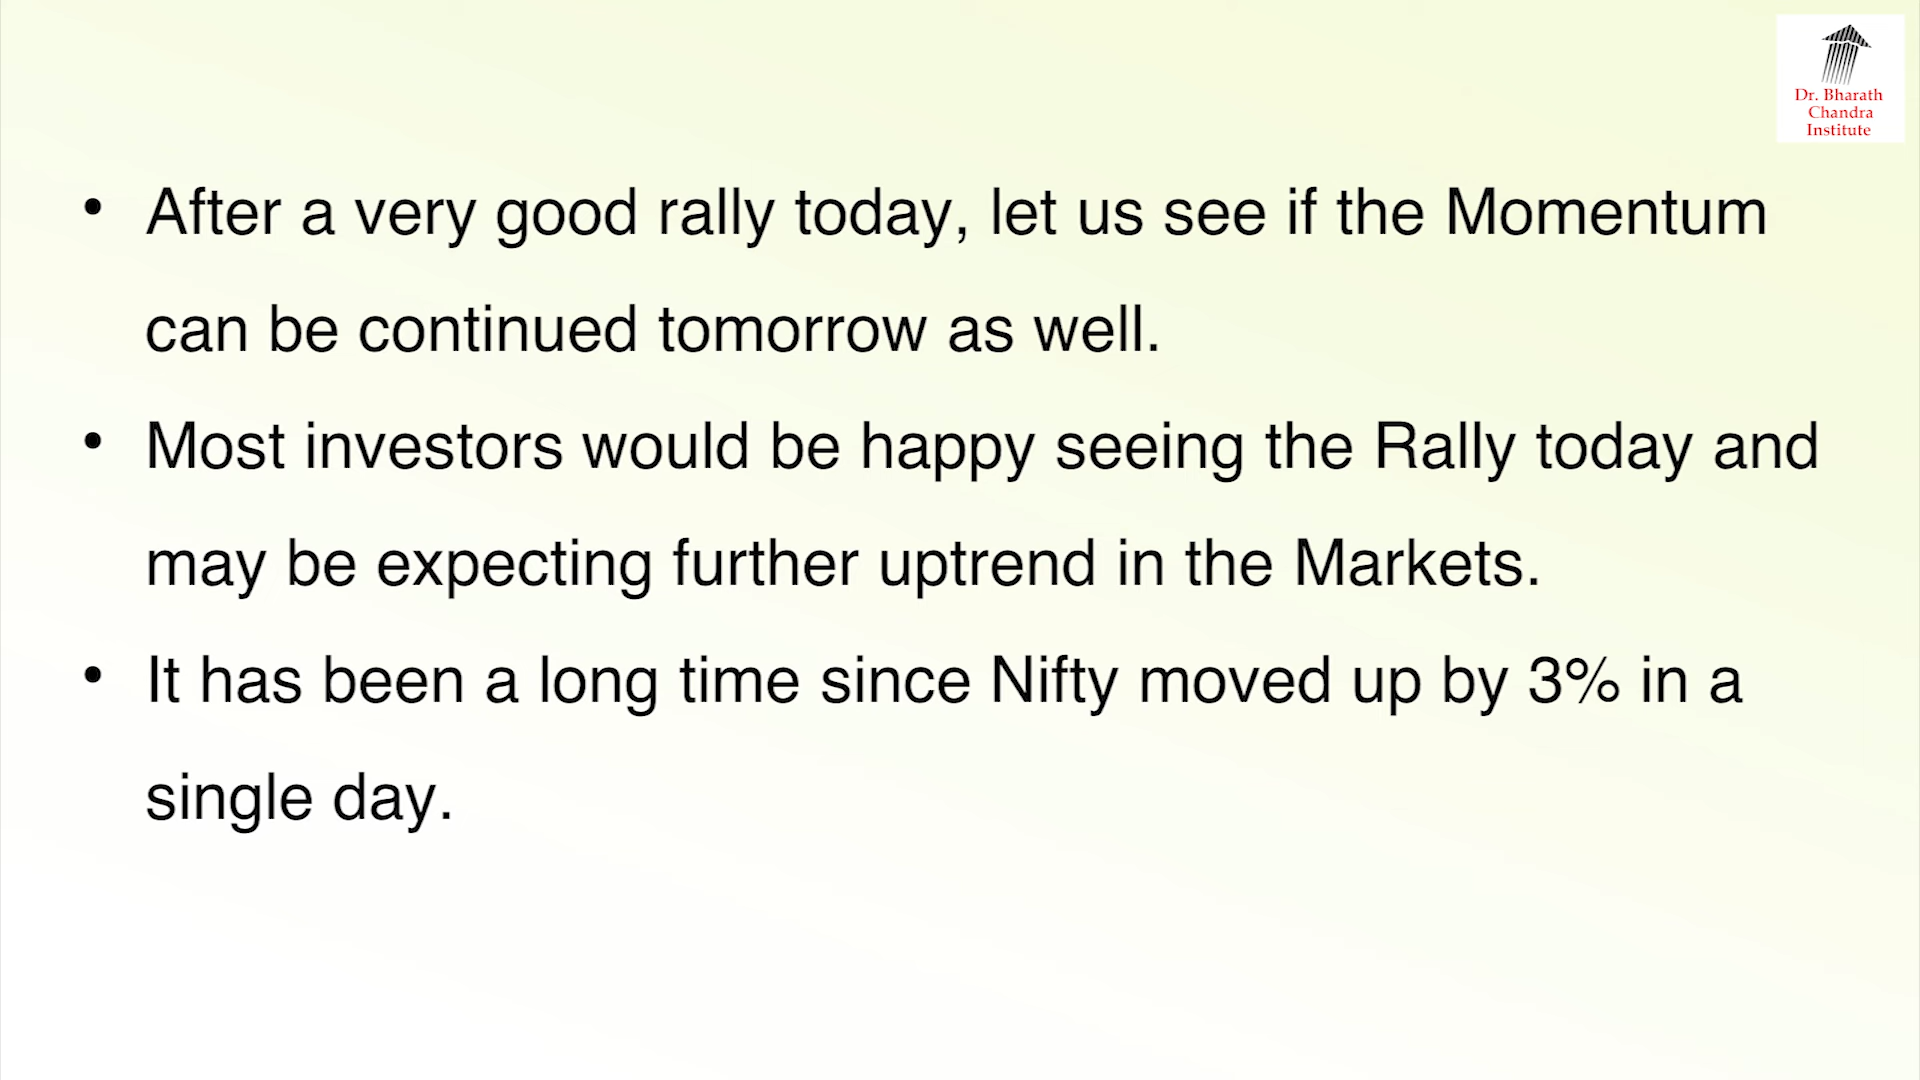 Dr. Bharath
Chandra
Institute
• After a very good rally today, let us see if the Momentum
can be continued tomorrow as well.
• Most investors would be happy seeing the Rally today and
may be expecting further uptrend in the Markets.
• It has been a long time since Nifty moved up by 3% in a
single day.